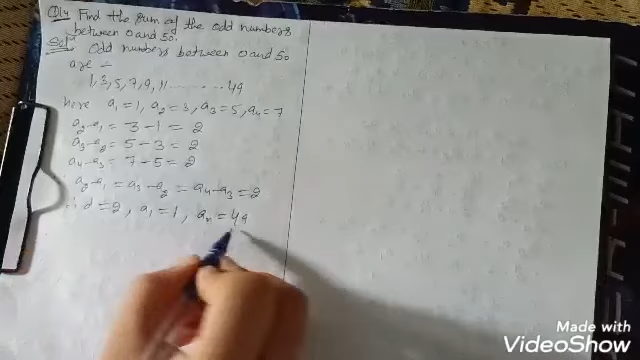 Q14 Find the sum of the odd numbers
between 0 and 50.
Sol. Odd numbers between 0 and 50
are -
1, 3, 5, 7, 9, 11 ......... 49
here a₁ = 1, a₂ = 3, a₃ = 5, a₄ = 7
a₂-a₁ = 3 - 1 = 2
a₃-a₂ = 5 - 3 = 2
a₄-a₃ = 7 - 5 = 2
a₂-a₁ = a₃-a₂ = a₄-a₃ = 2
∴ d = 2, a₁ = 1, aₙ = 49
Made with
VideoShow